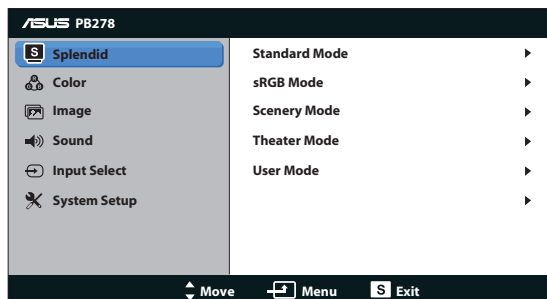 ASUS PB278
S Splendid
Color
Image
Sound
Input Select
System Setup
Standard Mode
sRGB Mode
Scenery Mode
Theater Mode
User Mode
Move Menu S Exit